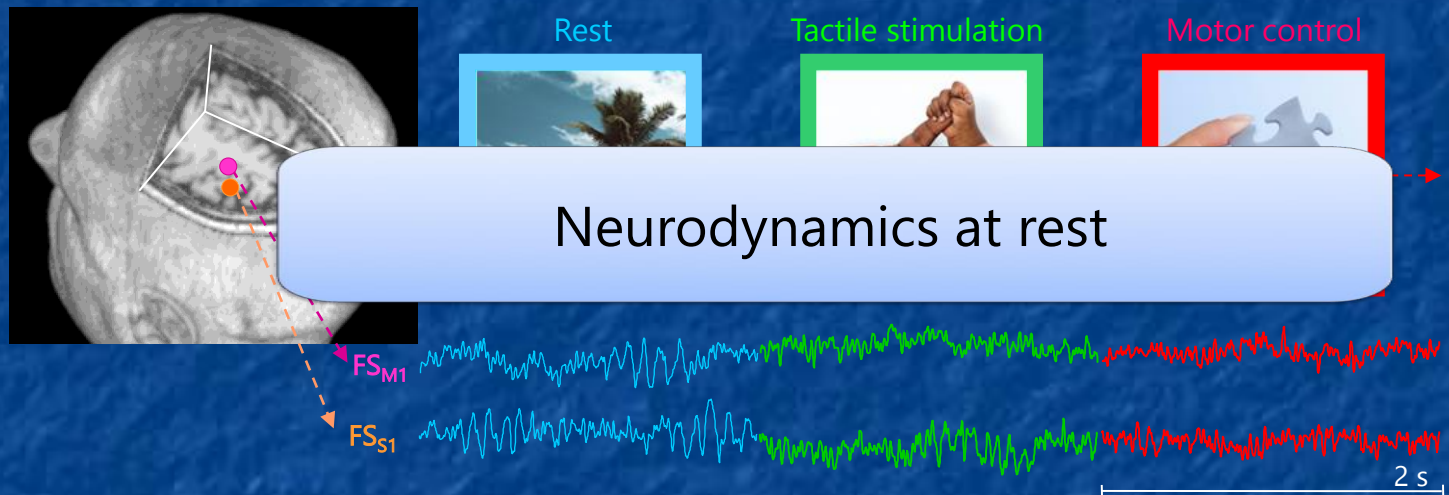 Rest
Tactile stimulation
Motor control
Neurodynamics at rest
FSM1
FSS1
2 s